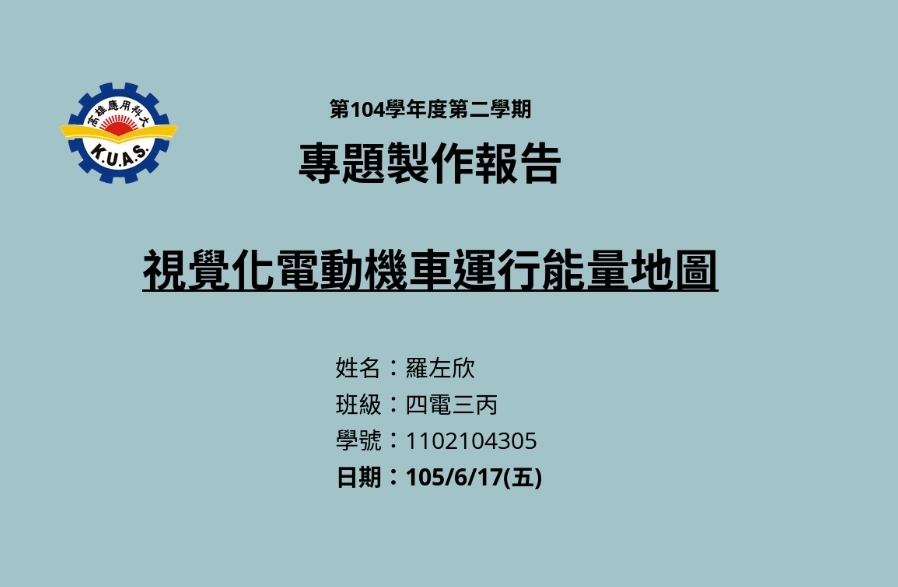 高雄應用科大
K.U.A.S.
第104學年度第二學期
專題製作報告
視覺化電動機車運行能量地圖
姓名：羅左欣
班級：四電三丙
學號：1102104305
日期：105/6/17(五)